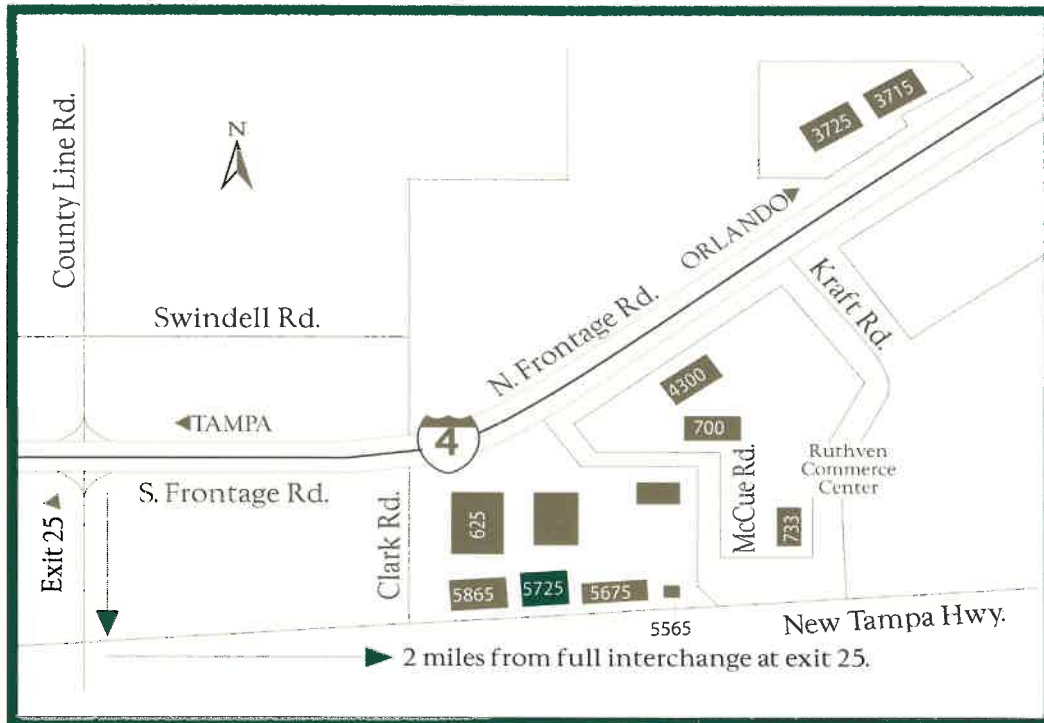 County Line Rd.
N
3715
3725
ORLANDO
Swindell Rd.
N. Frontage Rd.
Kraft Rd.
TAMPA
4
4300
700
McCue Rd.
Ruthven
Commerce
Center
S. Frontage Rd.
Exit 25
Clark Rd.
625
733
5865
5725
5675
5565
New Tampa Hwy.
2 miles from full interchange at exit 25.